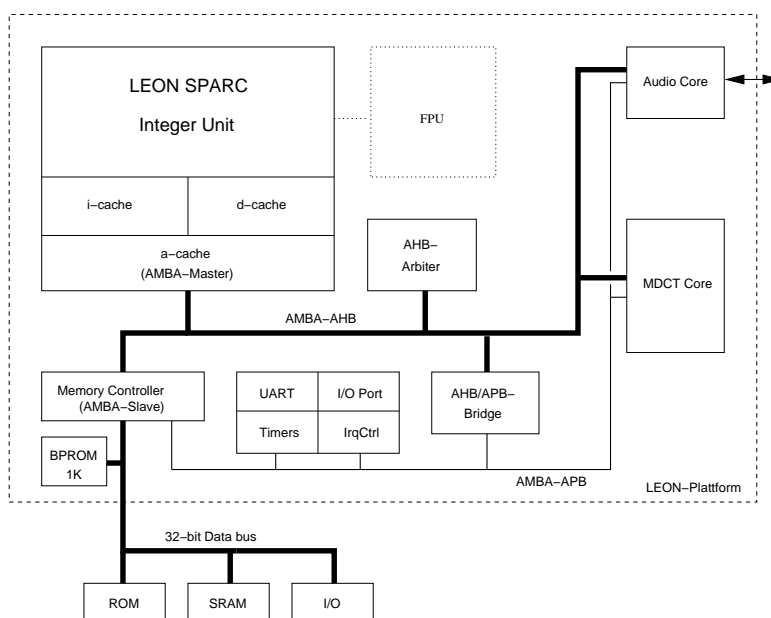 LEON SPARC
Integer Unit
FPU
Audio Core
i−cache
d−cache
a−cache
(AMBA−Master)
AHB−
Arbiter
MDCT Core
AMBA−AHB
Memory Controller
(AMBA−Slave)
UART
I/O Port
Timers
IrqCtrl
AHB/APB−
Bridge
BPROM
1K
AMBA−APB
LEON−Plattform
32−bit Data bus
ROM
SRAM
I/O